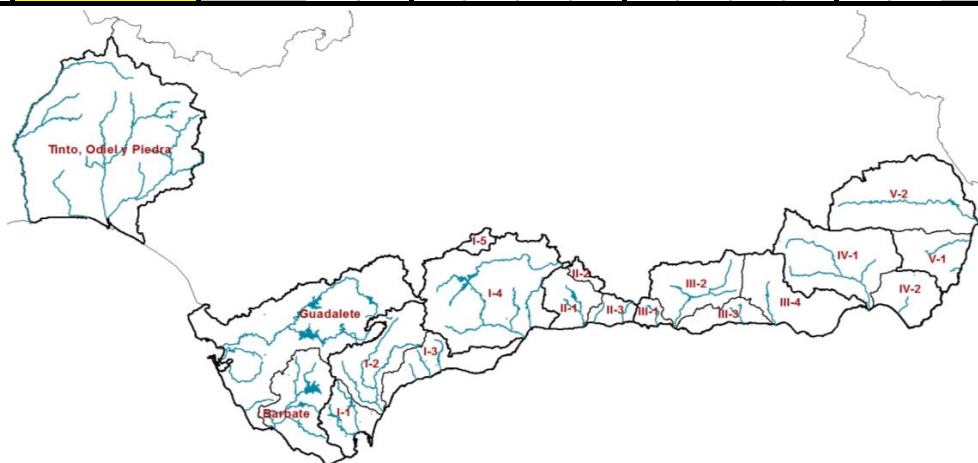 Tinto, Odiel y Piedra
V-2
I-5
IV-1
V-1
II-2
III-2
I-4
IV-2
III-4
II-1
II-3
III-1
III-3
Guadalete
I-3
I-2
Barbate
I-1